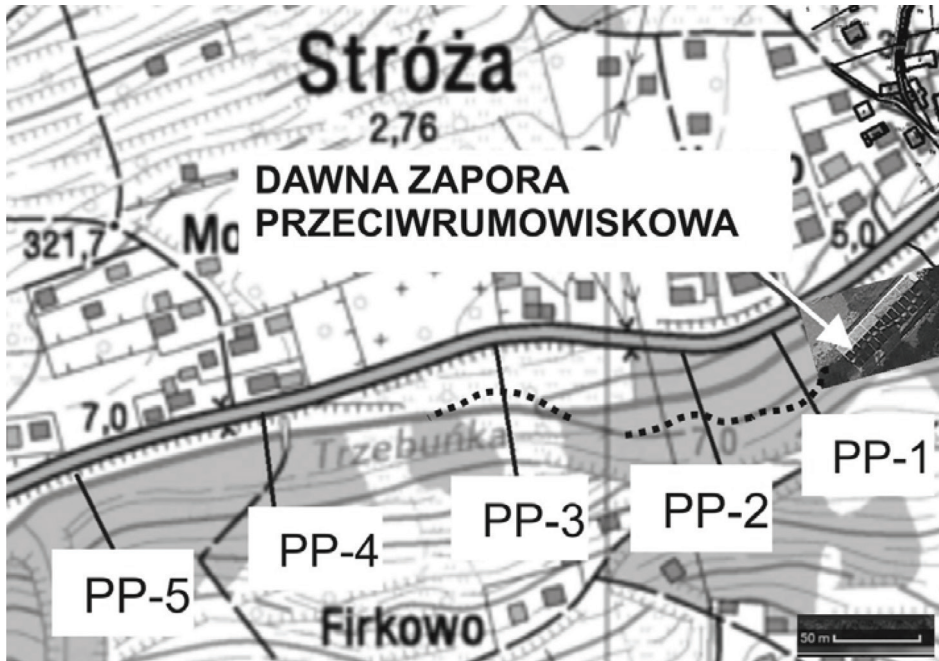 Stróża
2,76
DAWNA ZAPORA
PRZECIWRUMOWISKOWA
321,7
Mo
5,0
7,0
Trzebuńka
7,0
PP-1
PP-2
PP-3
PP-4
PP-5
Firkowo
50 m